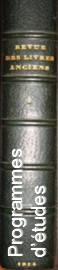 REVUE
DES LIVRES
ANCIENS
Programmes
d'études